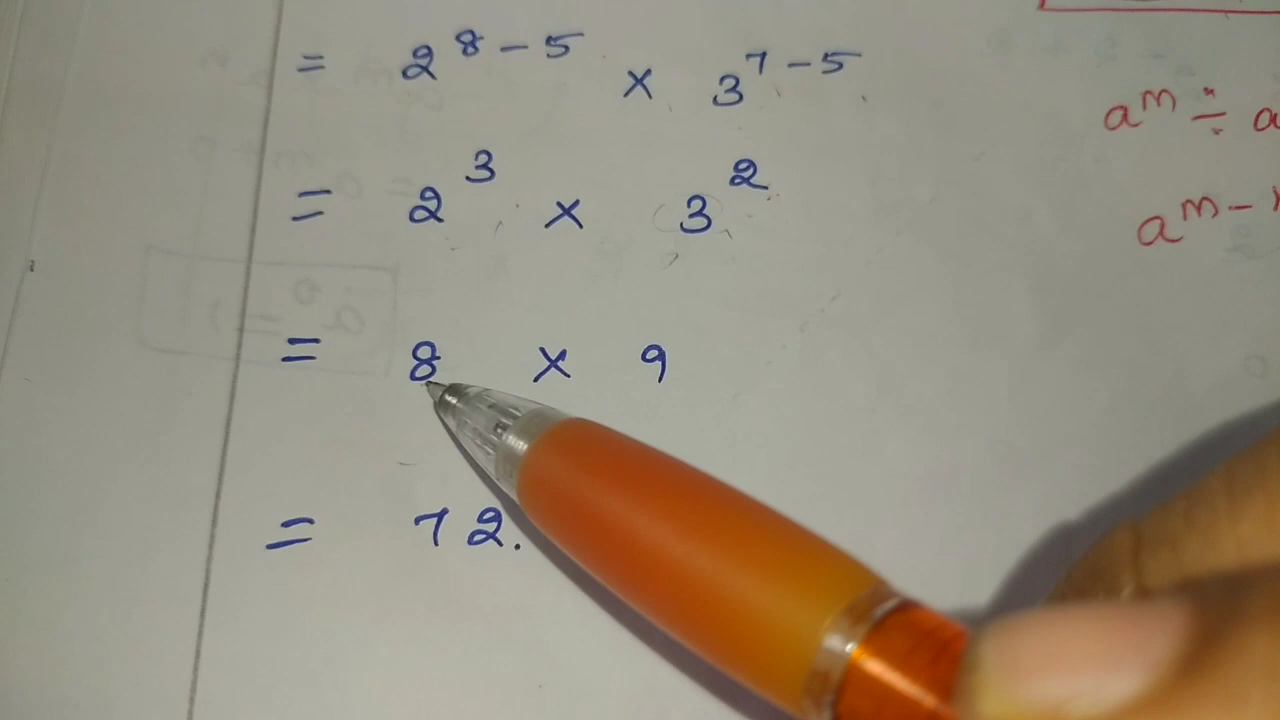 = 2^{8-5} × 3^{7-5}
a^m ÷ a
= 2^3 × 3^2
a^{m-
= 8 × 9
= 72.